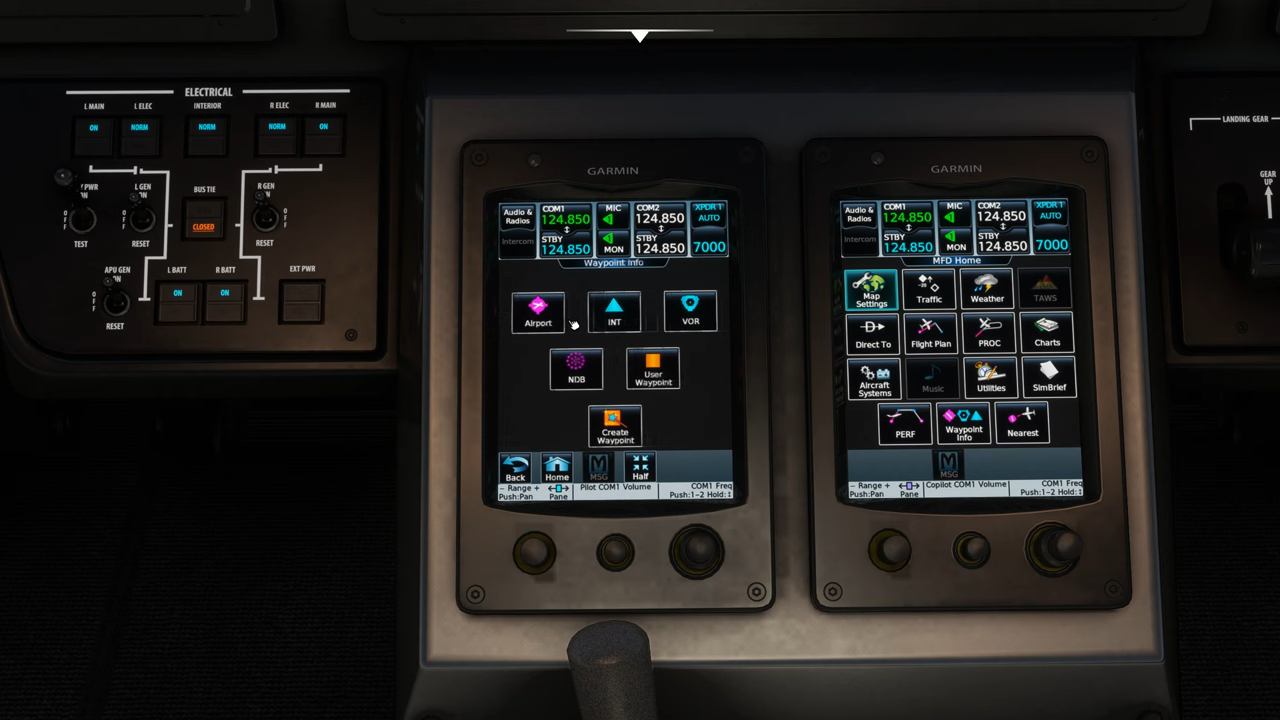 ELECTRICAL
L MAIN
L ELEC
INTERIOR
R ELEC
R MAIN
ON
NORM
NORM
NORM
ON
PWR
L GEN
ON
BUS TIE
R GEN
ON
OFF
OFF
OFF
CLOSED
TEST
RESET
RESET
APU GEN
ON
L BATT
R BATT
EXT PWR
OFF
ON
ON
RESET
GARMIN
Audio &
Radios
Intercom
COM1
124.850
STBY
124.850
MIC
MON
COM2
124.850
STBY
124.850
XPDR 1
AUTO
7000
Waypoint Info
Airport
INT
VOR
NDB
User
Waypoint
Create
Waypoint
Back
Home
MSG
Half
– Range +
Push:Pan
Pane
Pilot COM1 Volume
COM1 Freq
Push:1–2 Hold:↕
GARMIN
Audio &
Radios
Intercom
COM1
124.850
STBY
124.850
MIC
MON
COM2
124.850
STBY
124.850
XPDR 1
AUTO
7000
MFD Home
Map
Settings
Traffic
Weather
TAWS
Direct To
Flight Plan
PROC
Charts
Aircraft
Systems
Music
Utilities
SimBrief
PERF
Waypoint
Info
Nearest
MSG
– Range +
Push:Pan
Pane
Copilot COM1 Volume
COM1 Freq
Push:1–2 Hold:↕
LANDING GEAR
GEAR
UP